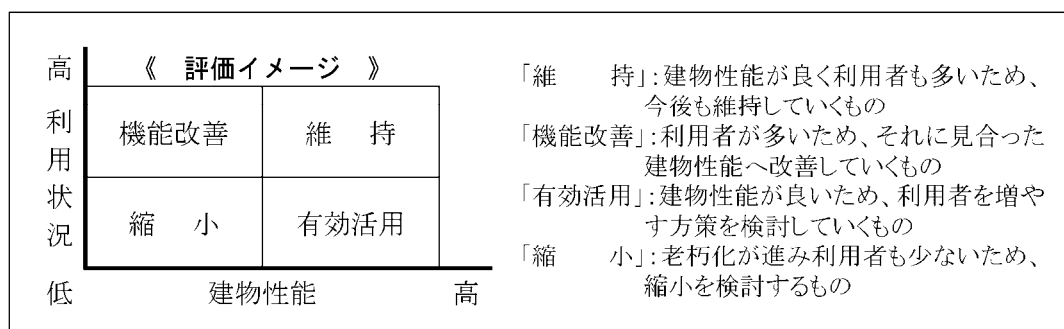 《 評価イメージ 》
高
利用状況
低
機能改善
維 持
縮 小
有効活用
建物性能
高
「維 持」:建物性能が良く利用者も多いため、
今後も維持していくもの
「機能改善」:利用者が多いため、それに見合った
建物性能へ改善していくもの
「有効活用」:建物性能が良いため、利用者を増や
す方策を検討していくもの
「縮 小」:老朽化が進み利用者も少ないため、
縮小を検討するもの